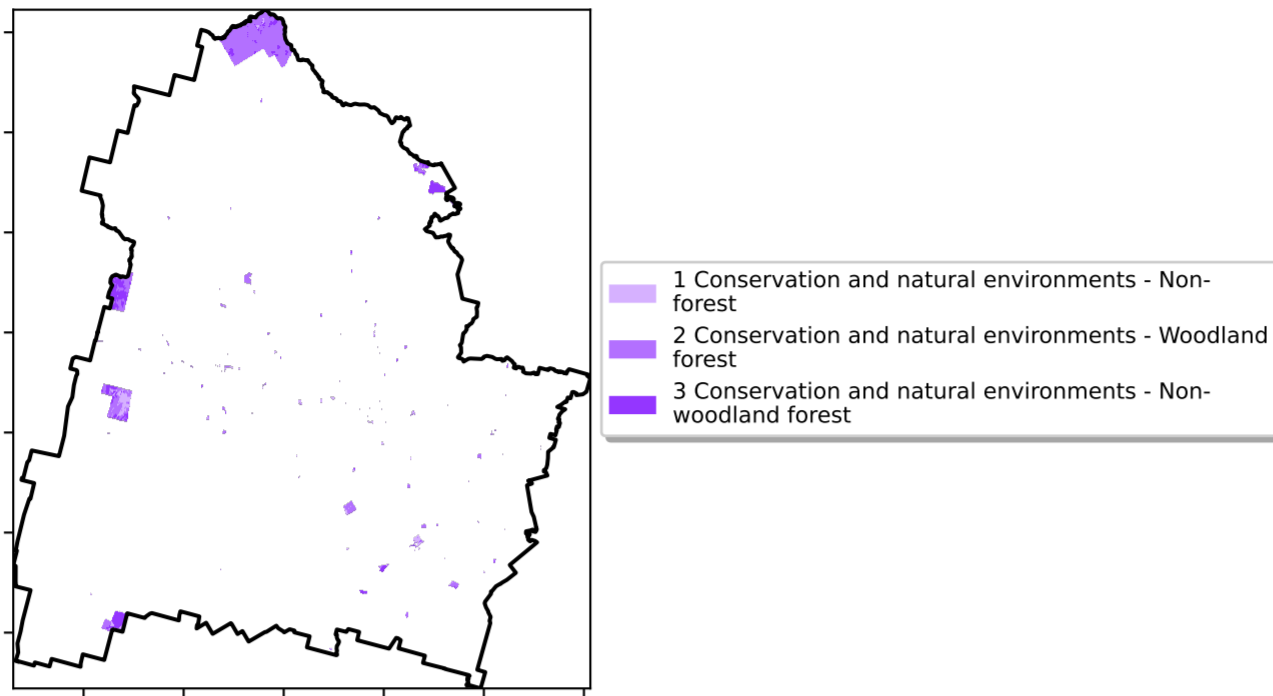 1 Conservation and natural environments - Non-
forest
2 Conservation and natural environments - Woodland
forest
3 Conservation and natural environments - Non-
woodland forest